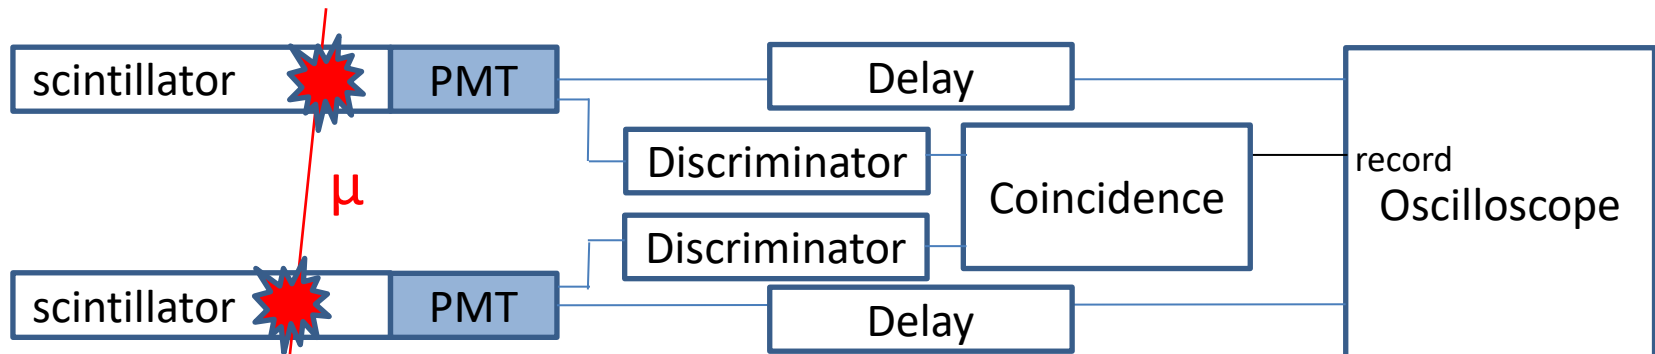 scintillator
PMT
Delay
Discriminator
Coincidence
record
Oscilloscope
μ
Discriminator
scintillator
PMT
Delay